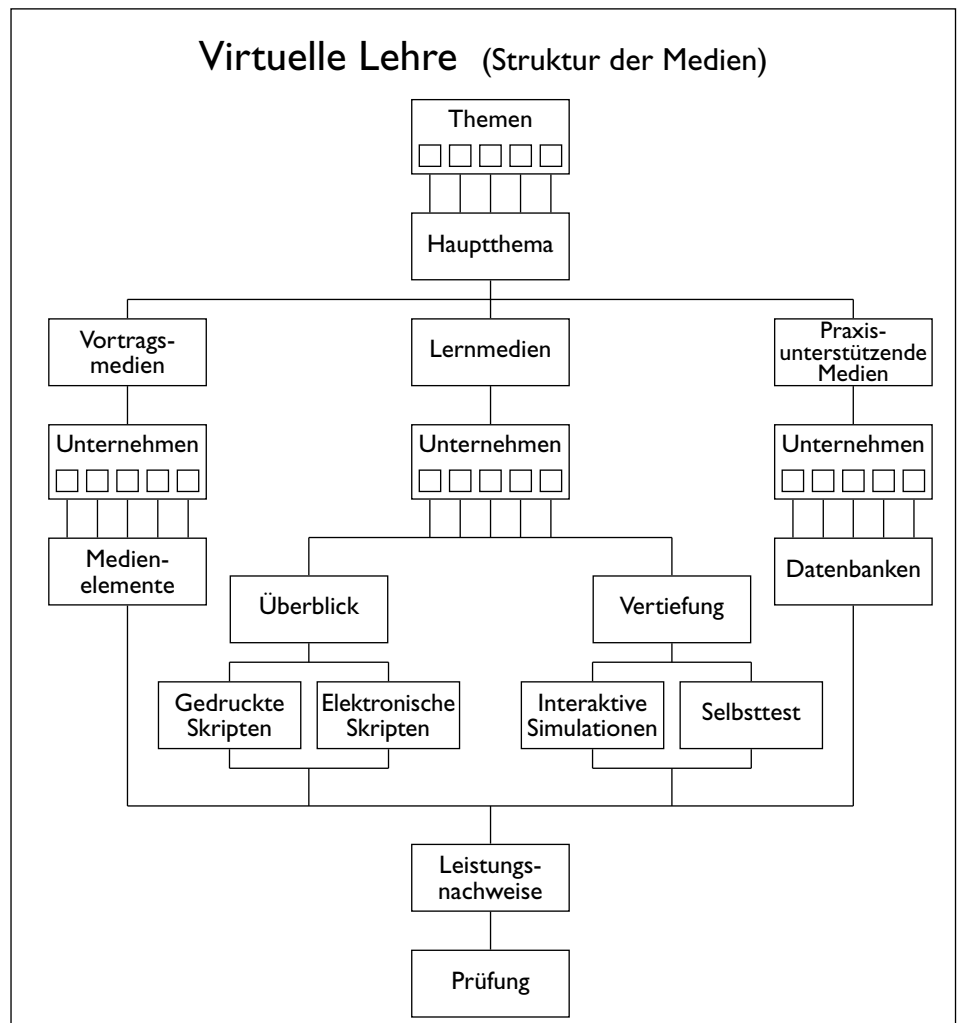 Virtuelle Lehre (Struktur der Medien)
Themen
Hauptthema
Vortrags-
medien
Lernmedien
Praxis-
unterstützende
Medien
Unternehmen
Unternehmen
Unternehmen
Medien-
elemente
Datenbanken
Überblick
Vertiefung
Gedruckte
Skripten
Elektronische
Skripten
Interaktive
Simulationen
Selbsttest
Leistungs-
nachweise
Prüfung